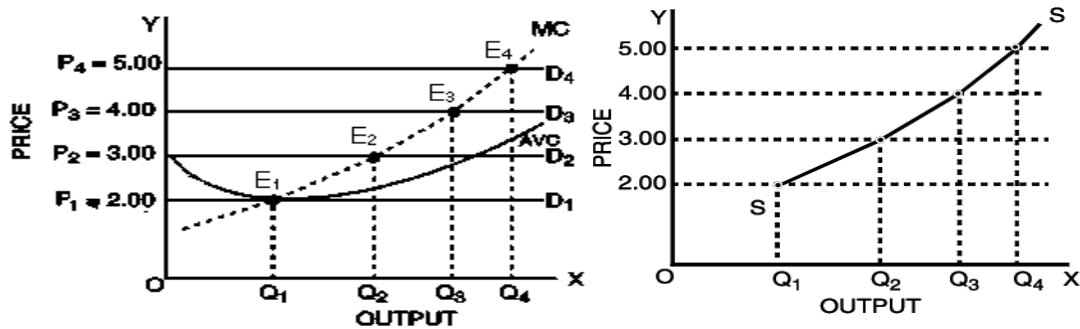 Y
MC
P4 = 5.00
E4
D4
P3 = 4.00
E3
D3
AVC
P2 = 3.00
E2
D2
P1 = 2.00
E1
D1
PRICE
O
Q1 Q2 Q3 Q4 X
OUTPUT
Y
S
5.00
4.00
3.00
2.00
S
PRICE
O
Q1 Q2 Q3 Q4 X
OUTPUT